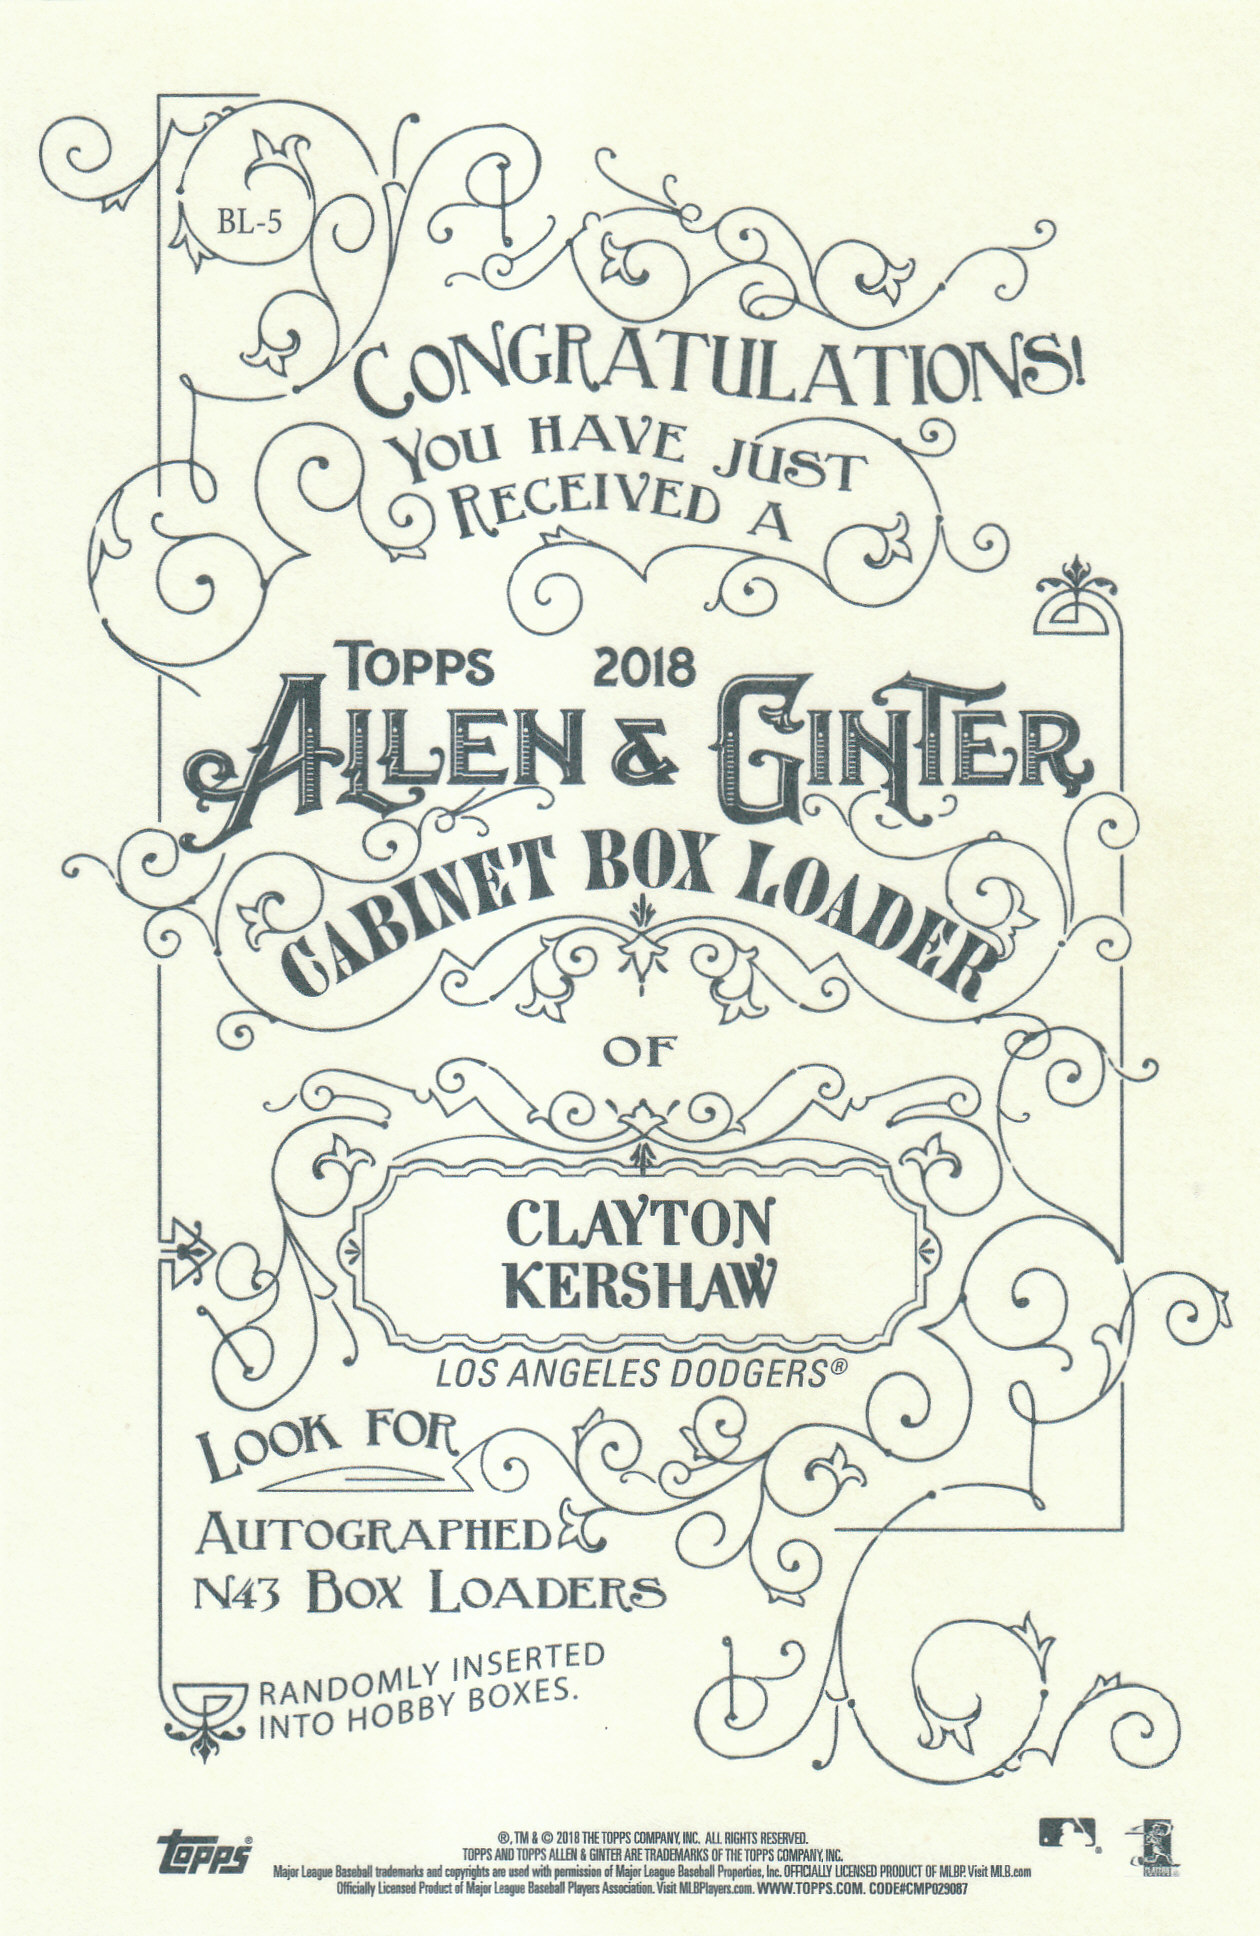 BL-5
CONGRATULATIONS!
YOU HAVE JUST
RECEIVED A
TOPPS 2018
ALLEN & GINTER
CABINET BOX LOADER
OF
CLAYTON
KERSHAW
LOS ANGELES DODGERS®
LOOK FOR
AUTOGRAPHED
N43 BOX LOADERS
RANDOMLY INSERTED
INTO HOBBY BOXES.
topps®
®, TM & © 2018 THE TOPPS COMPANY, INC. ALL RIGHTS RESERVED.
TOPPS AND TOPPS ALLEN & GINTER ARE TRADEMARKS OF THE TOPPS COMPANY, INC.
Major League Baseball trademarks and copyrights are used with permission of Major League Baseball Properties, Inc. OFFICIALLY LICENSED PRODUCT OF MLBP. Visit MLB.com
Officially Licensed Product of Major League Baseball Players Association. Visit MLBPlayers.com. WWW.TOPPS.COM. CODE#CMP029087